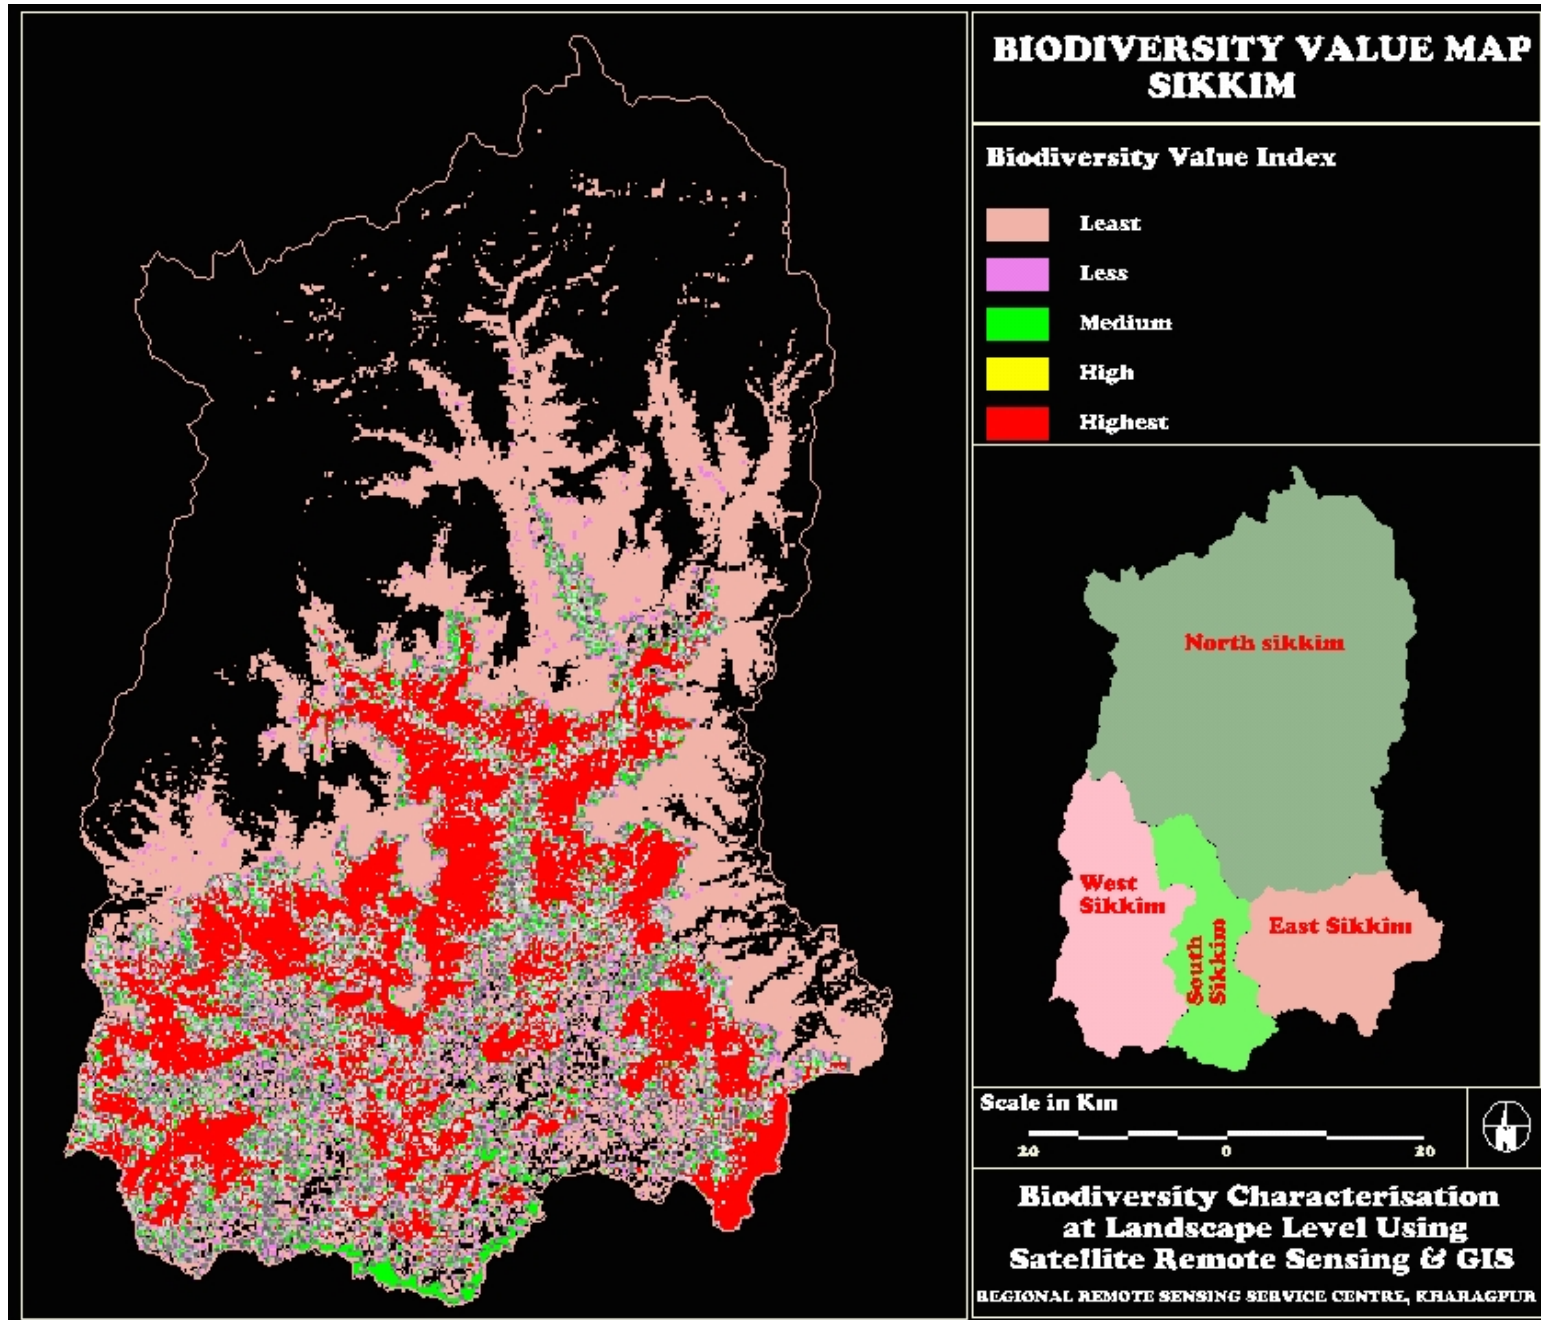 BIODIVERSITY VALUE MAP
SIKKIM
Biodiversity Value Index
Least
Less
Medium
High
Highest
North sikkim
West
Sikkim
South
Sikkim
East Sikkim
Scale in Km
20 0 20
N
Biodiversity Characterisation
at Landscape Level Using
Satellite Remote Sensing & GIS
REGIONAL REMOTE SENSING SERVICE CENTRE, KHARAGPUR